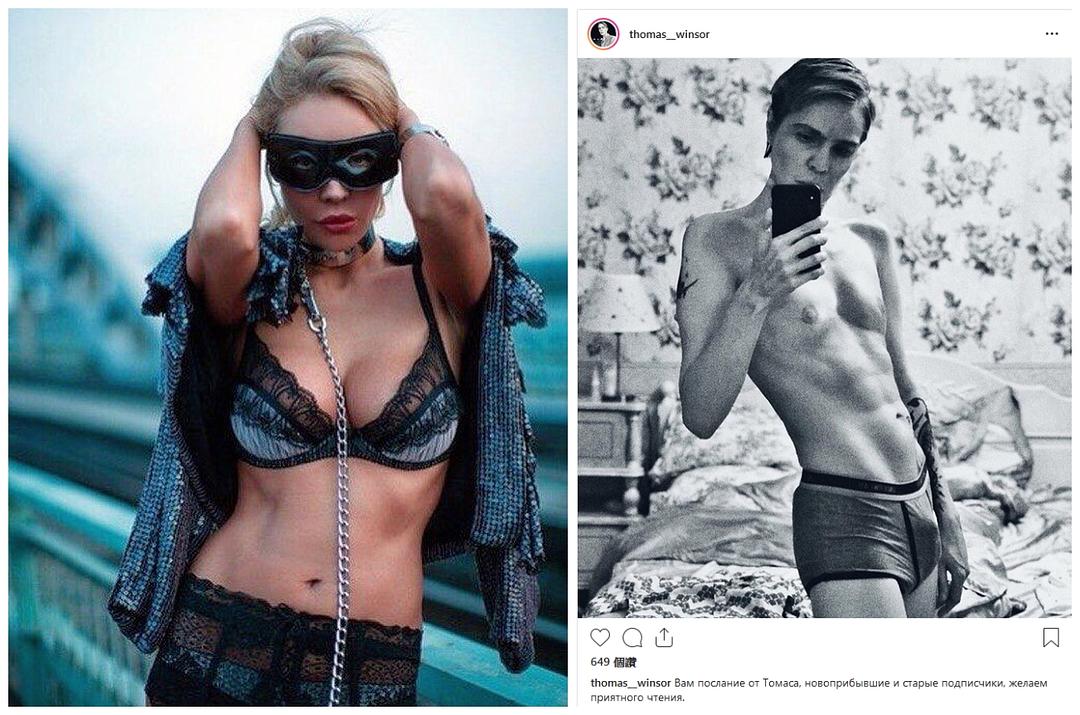 thomas__winsor
649 個讚
thomas__winsor Вам послание от Томаса, новоприбывшие и старые подписчики, желаем
приятного чтения.